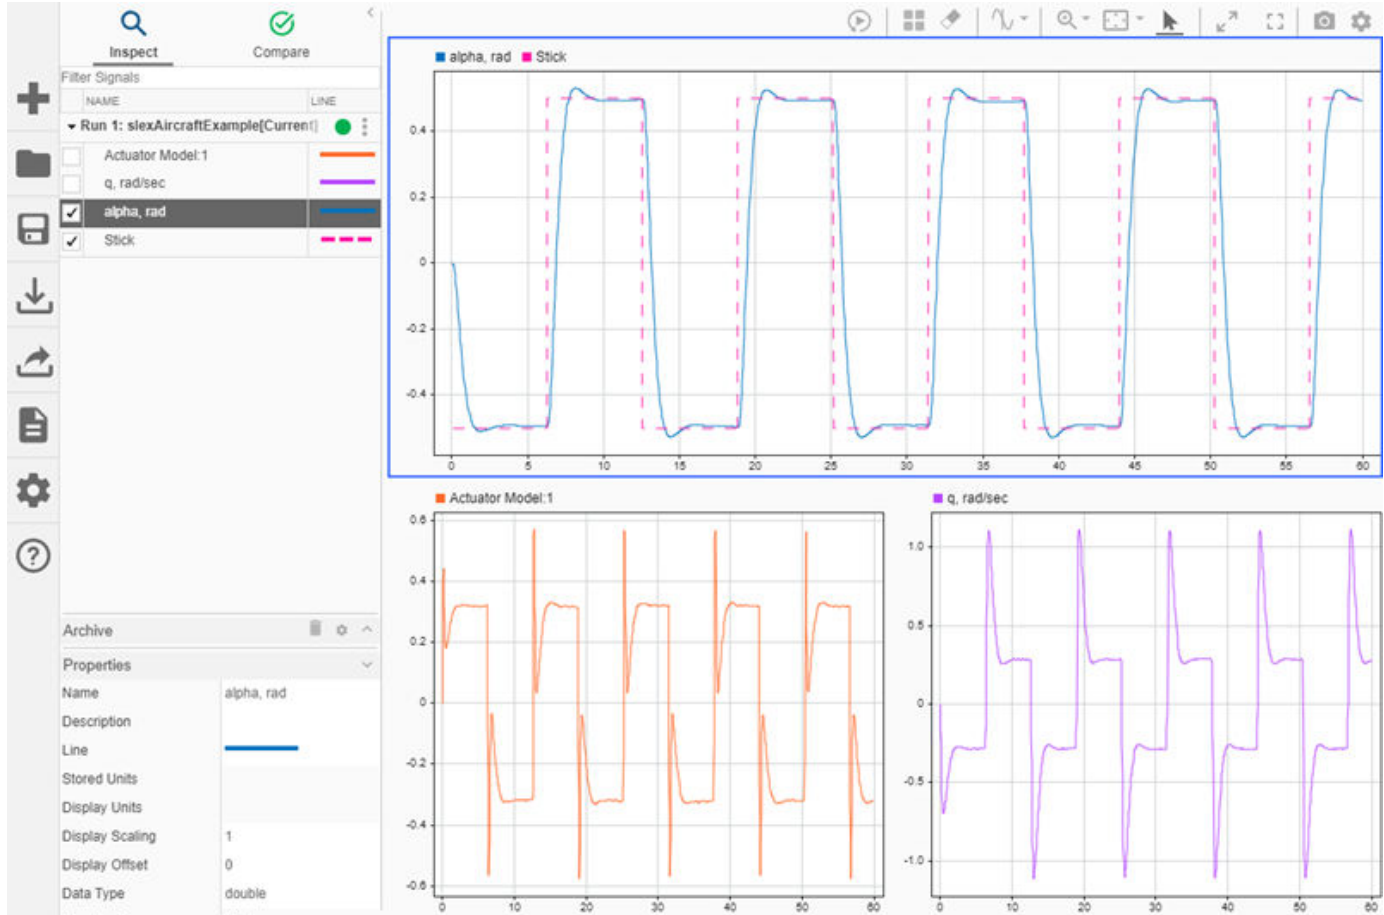 Inspect
Compare
Filter Signals
NAME
LINE
Run 1: slexAircraftExample[Current]
Actuator Model:1
q, rad/sec
alpha, rad
Stick
Archive
Properties
Name
alpha, rad
Description
Line
Stored Units
Display Units
Display Scaling
1
Display Offset
0
Data Type
double
alpha, rad
Stick
0.4
0.2
0
-0.2
-0.4
0 5 10 15 20 25 30 35 40 45 50 55 60
Actuator Model:1
0.6
0.4
0.2
0
-0.2
-0.4
-0.6
0 10 20 30 40 50 60
q, rad/sec
1.0
0.5
0
-0.5
-1.0
0 10 20 30 40 50 60